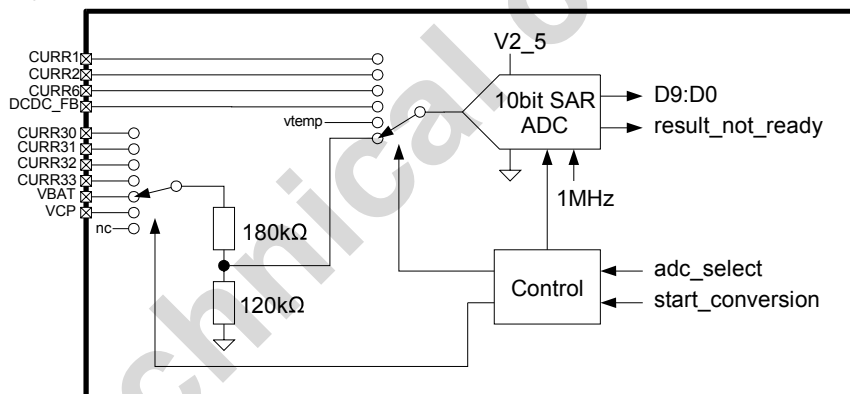 CURR1
CURR2
CURR6
DCDC_FB
CURR30
CURR31
CURR32
CURR33
VBAT
VCP
nc
vtemp
180kΩ
120kΩ
V2_5
10bit SAR
ADC
D9:D0
result_not_ready
1MHz
Control
adc_select
start_conversion